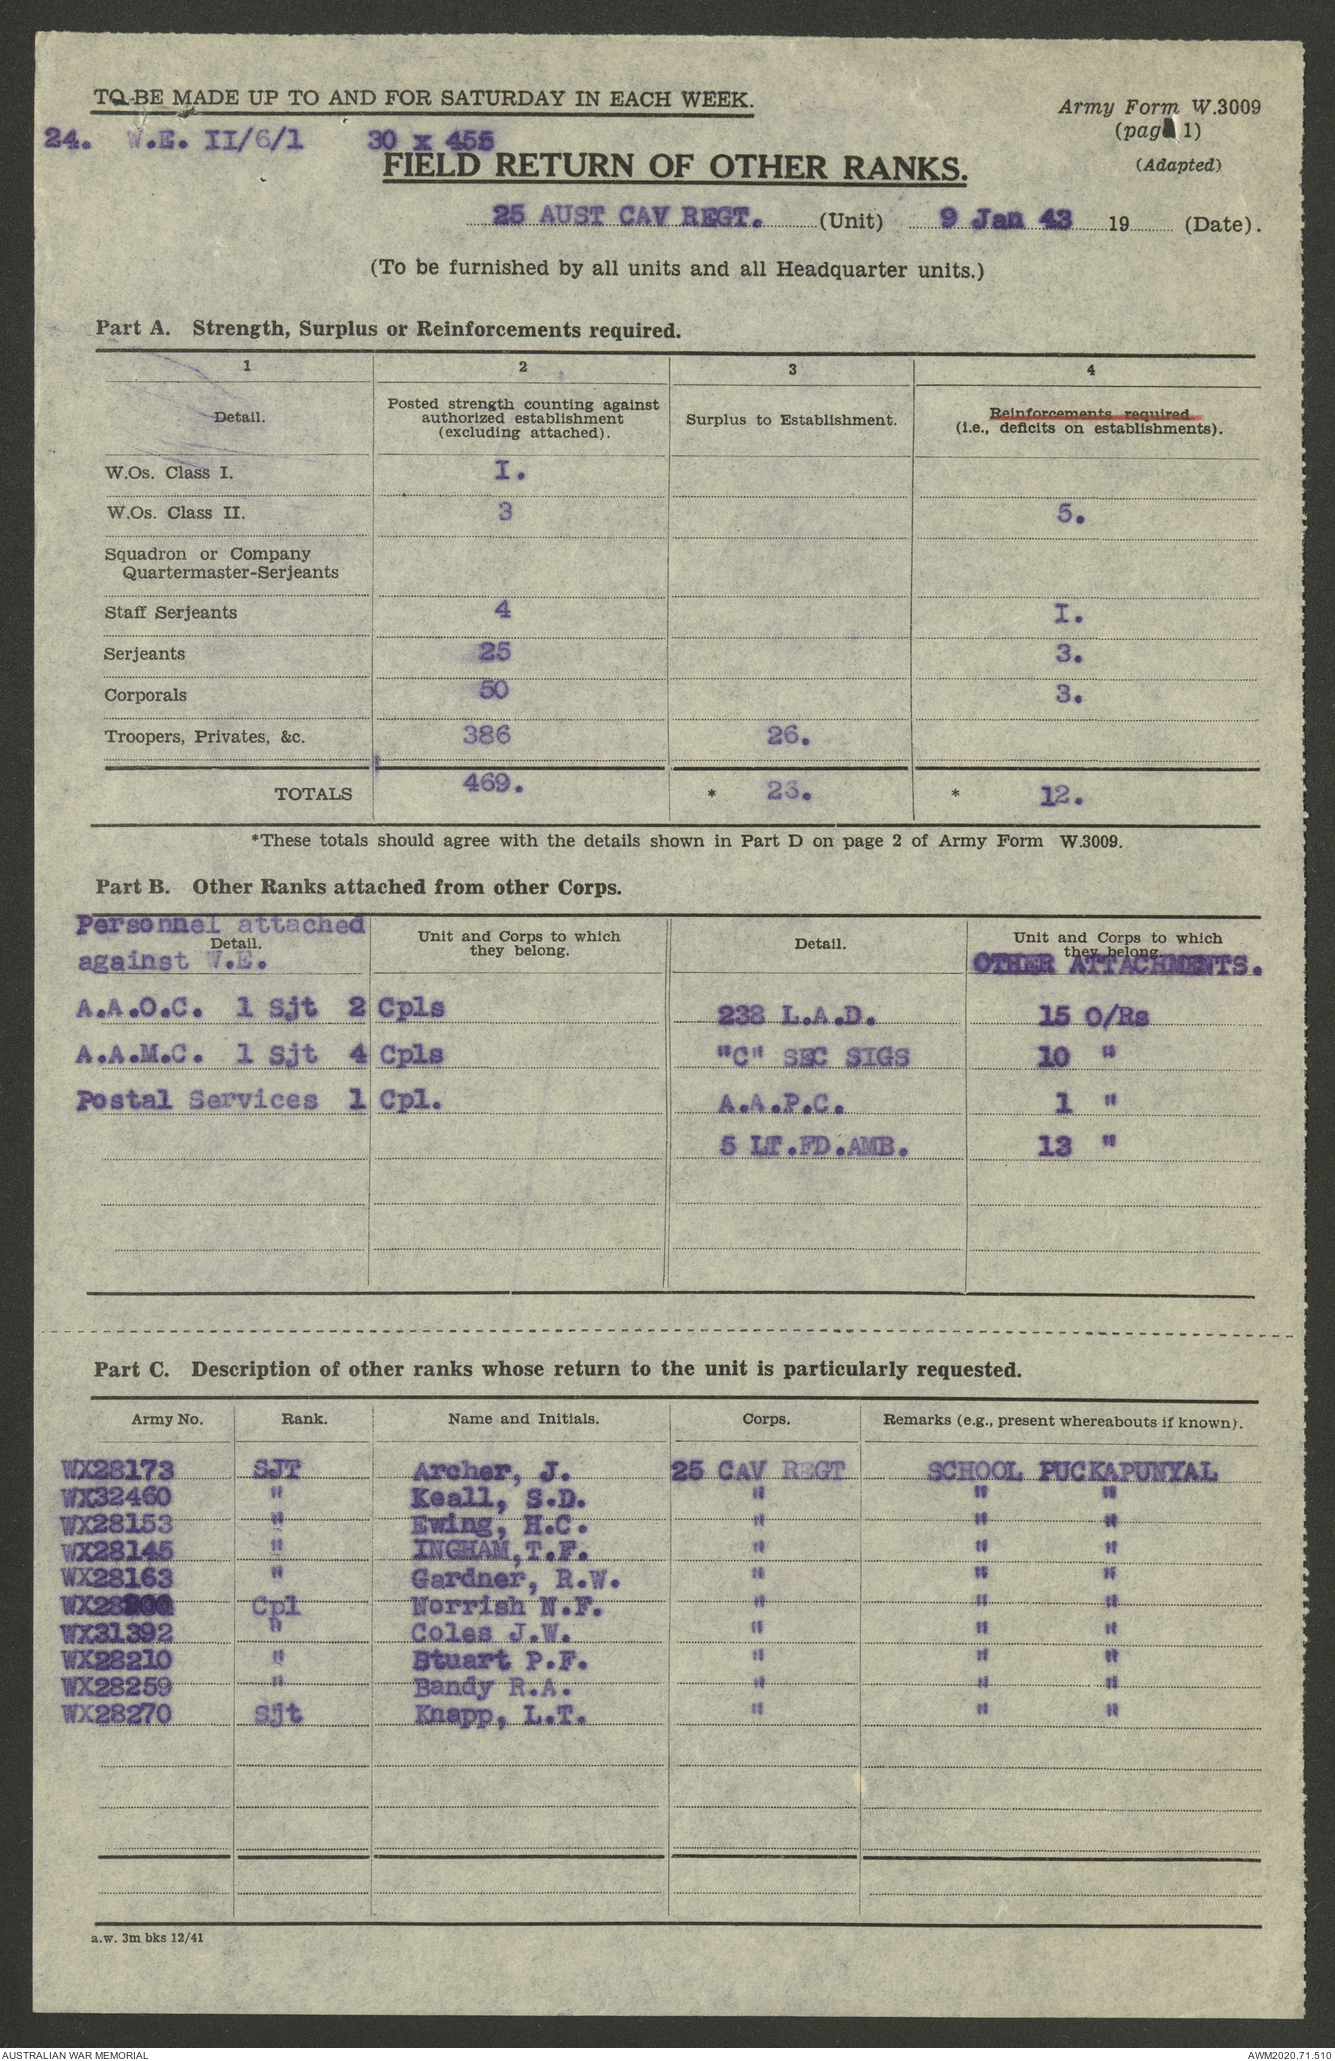 TO BE MADE UP TO AND FOR SATURDAY IN EACH WEEK.
Army Form W.3009
24. W.E. II/6/1 30 x 455
(page 1)
FIELD RETURN OF OTHER RANKS.
(Adapted)
25 AUST CAV REGT. (Unit) 9 Jan 43 19 (Date).
(To be furnished by all units and all Headquarter units.)
Part A. Strength, Surplus or Reinforcements required.
1 2 3 4
Detail. Posted strength counting against authorized establishment (excluding attached). Surplus to Establishment. Reinforcements required (i.e., deficits on establishments).
W.Os. Class I. I.
W.Os. Class II. 3 5.
Squadron or Company
Quartermaster-Serjeants
Staff Serjeants 4 I.
Serjeants 25 3.
Corporals 50 3.
Troopers, Privates, &c. 386 26.
TOTALS 469. * 26. * 12.
*These totals should agree with the details shown in Part D on page 2 of Army Form W.3009.
Part B. Other Ranks attached from other Corps.
Personnel attached
Detail. Unit and Corps to which they belong. Detail. Unit and Corps to which they belong.
against W.E. OTHER ATTACHMENTS.
A.A.O.C. 1 Sjt 2 Cpls 238 L.A.D. 15 O/Rs
A.A.M.C. 1 Sjt 4 Cpls "C" SEC SIGS 10 "
Postal Services 1 Cpl. A.A.P.C. 1 "
5 LT.FD.AMB. 13 "
Part C. Description of other ranks whose return to the unit is particularly requested.
Army No. Rank. Name and Initials. Corps. Remarks (e.g., present whereabouts if known).
WX28173 SJT Archer, J. 25 CAV REGT SCHOOL PUCKAPUNYAL
WX32460 " Keall, S.D. " " "
WX28153 " Ewing, H.C. " " "
WX28145 " INGHAM,T.F. " " "
WX28163 " Gardner, R.W. " " "
Cpl Norrish N.F. " " "
WX31392 " Coles J.W. " " "
WX28210 " Stuart P.F. " " "
WX28259 " Bandy R.A. " " "
WX28270 Sjt Knapp, L.T. " " "
a.w. 3m bks 12/41
AUSTRALIAN WAR MEMORIAL AWM2020.71.510